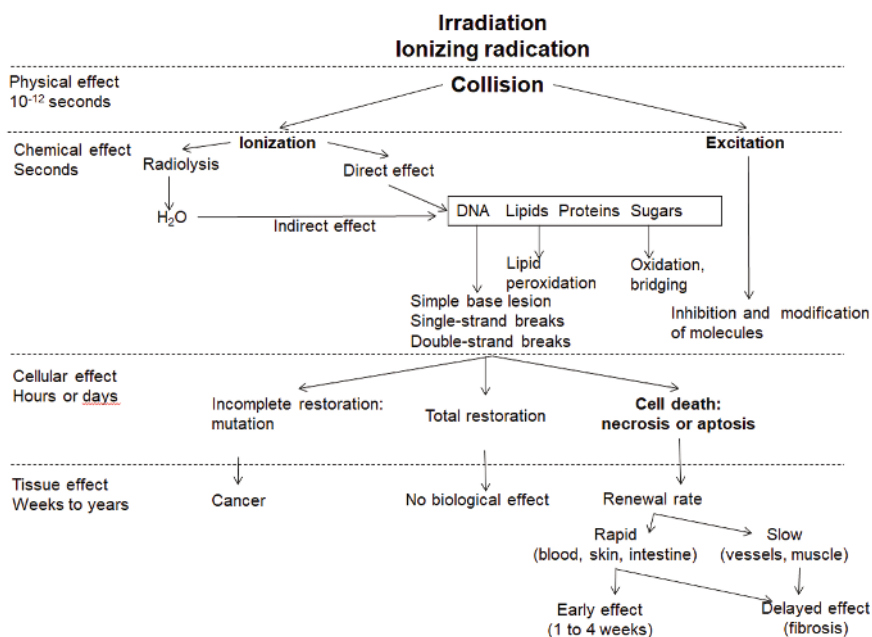 Irradiation
Ionizing radication
Physical effect
10⁻¹² seconds
Collision
Chemical effect
Seconds
Ionization
Excitation
Radiolysis
Direct effect
H₂O
Indirect effect
DNA Lipids Proteins Sugars
Lipid
peroxidation
Oxidation,
bridging
Simple base lesion
Single-strand breaks
Double-strand breaks
Inhibition and modification
of molecules
Cellular effect
Hours or days
Incomplete restoration:
mutation
Total restoration
Cell death:
necrosis or aptosis
Tissue effect
Weeks to years
Cancer
No biological effect
Renewal rate
Rapid
(blood, skin, intestine)
Slow
(vessels, muscle)
Early effect
(1 to 4 weeks)
Delayed effect
(fibrosis)